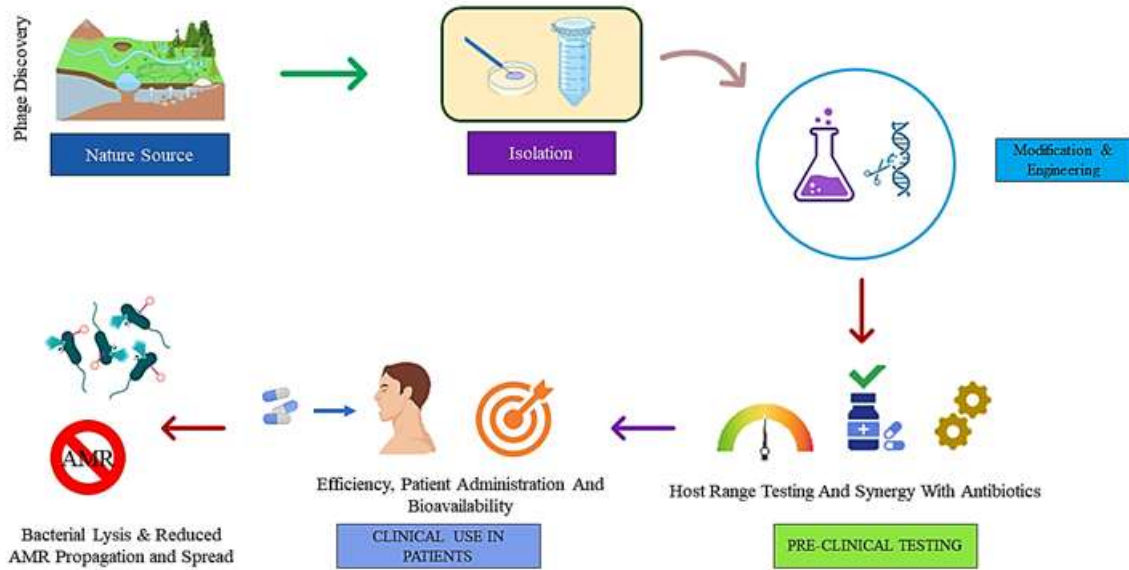 Phage Discovery
Nature Source
Isolation
Modification &
Engineering
AMR
Efficiency, Patient Administration And
Bioavailability
Host Range Testing And Synergy With Antibiotics
Bacterial Lysis & Reduced
AMR Propagation and Spread
CLINICAL USE IN
PATIENTS
PRE-CLINICAL TESTING